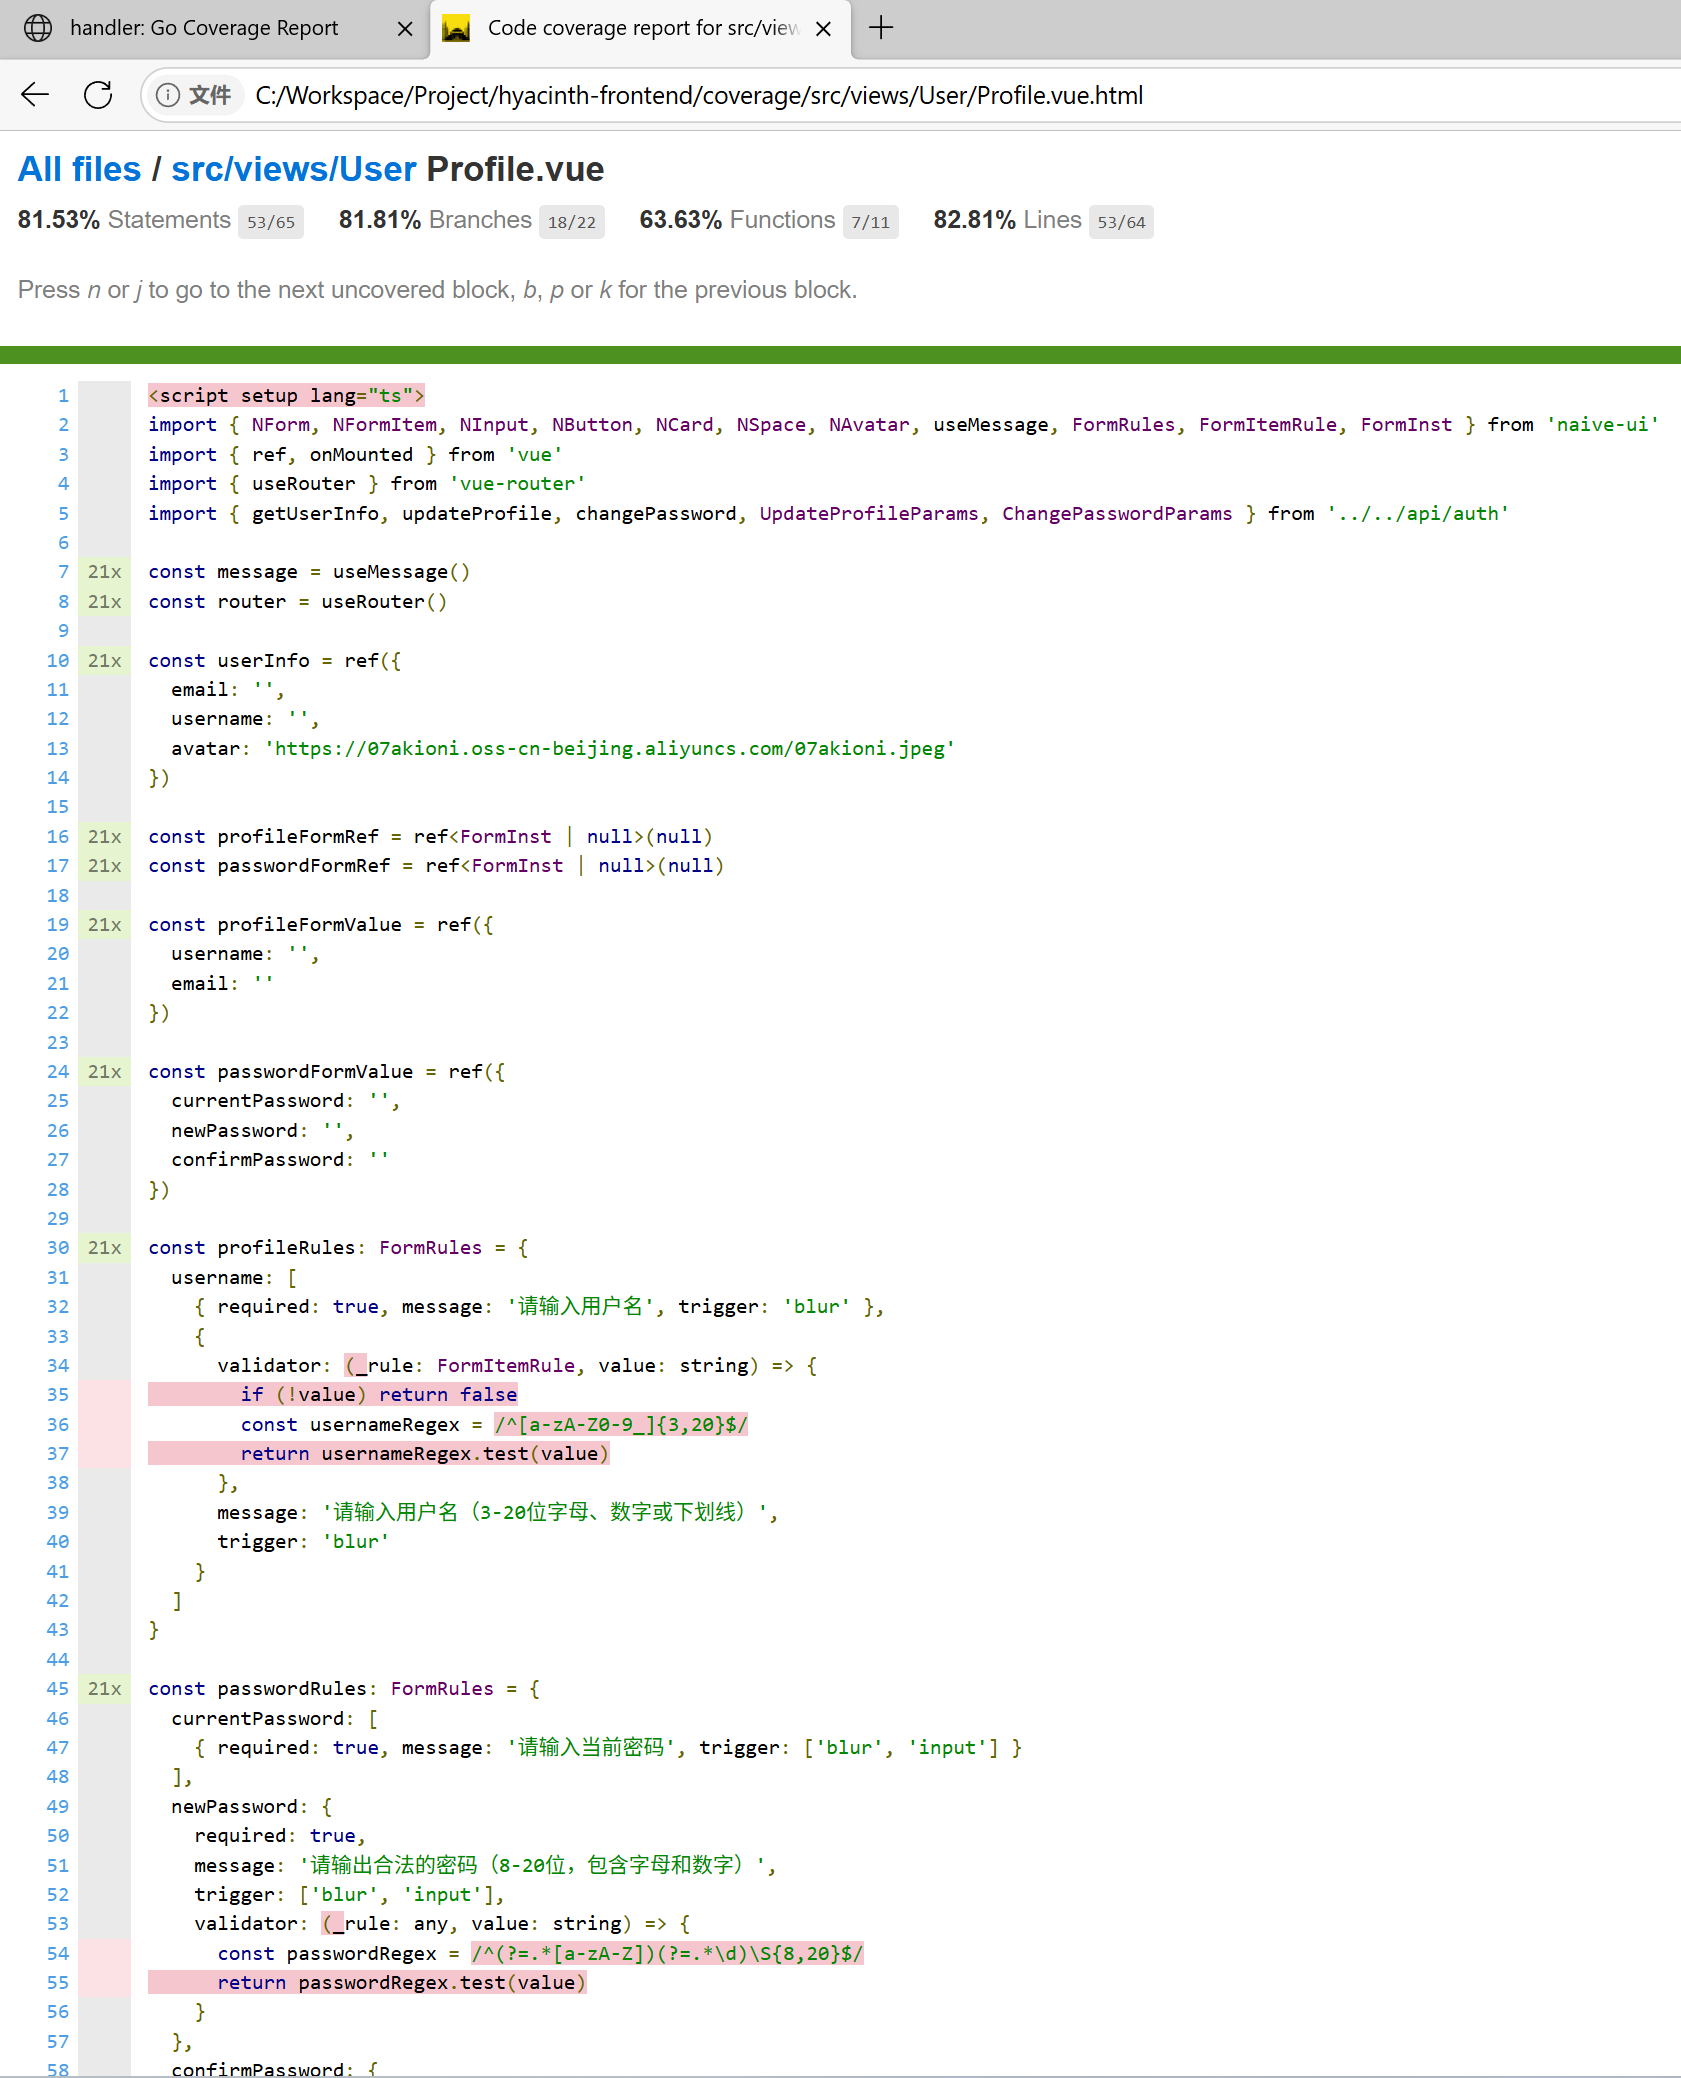 handler: Go Coverage Report
Code coverage report for src/view
文件 C:/Workspace/Project/hyacinth-frontend/coverage/src/views/User/Profile.vue.html
All files / src/views/User Profile.vue
81.53% Statements 53/65 81.81% Branches 18/22 63.63% Functions 7/11 82.81% Lines 53/64
Press n or j to go to the next uncovered block, b, p or k for the previous block.
1 <script setup lang="ts">
2 import { NForm, NFormItem, NInput, NButton, NCard, NSpace, NAvatar, useMessage, FormRules, FormItemRule, FormInst } from 'naive-ui'
3 import { ref, onMounted } from 'vue'
4 import { useRouter } from 'vue-router'
5 import { getUserInfo, updateProfile, changePassword, UpdateProfileParams, ChangePasswordParams } from '../../api/auth'
6
7 21x const message = useMessage()
8 21x const router = useRouter()
9
10 21x const userInfo = ref({
11 email: '',
12 username: '',
13 avatar: 'https://07akioni.oss-cn-beijing.aliyuncs.com/07akioni.jpeg'
14 })
15
16 21x const profileFormRef = ref<FormInst | null>(null)
17 21x const passwordFormRef = ref<FormInst | null>(null)
18
19 21x const profileFormValue = ref({
20 username: '',
21 email: ''
22 })
23
24 21x const passwordFormValue = ref({
25 currentPassword: '',
26 newPassword: '',
27 confirmPassword: ''
28 })
29
30 21x const profileRules: FormRules = {
31 username: [
32 { required: true, message: '请输入用户名', trigger: 'blur' },
33 {
34 validator: (_rule: FormItemRule, value: string) => {
35 if (!value) return false
36 const usernameRegex = /^[a-zA-Z0-9_]{3,20}$/
37 return usernameRegex.test(value)
38 },
39 message: '请输入用户名（3-20位字母、数字或下划线）',
40 trigger: 'blur'
41 }
42 ]
43 }
44
45 21x const passwordRules: FormRules = {
46 currentPassword: [
47 { required: true, message: '请输入当前密码', trigger: ['blur', 'input'] }
48 ],
49 newPassword: {
50 required: true,
51 message: '请输出合法的密码（8-20位，包含字母和数字）',
52 trigger: ['blur', 'input'],
53 validator: (_rule: any, value: string) => {
54 const passwordRegex = /^(?=.*[a-zA-Z])(?=.*\d)\S{8,20}$/
55 return passwordRegex.test(value)
56 }
57 },
58 confirmPassword: {